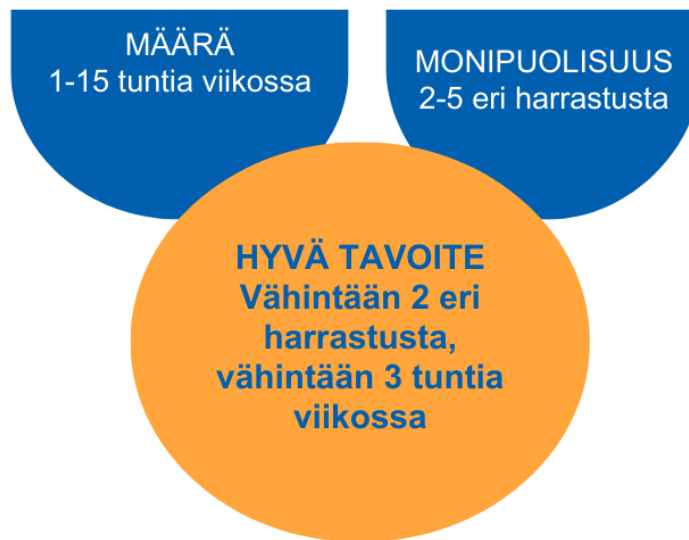 MÄÄRÄ
1-15 tuntia viikossa
MONIPUOLISUUS
2-5 eri harrastusta
HYVÄ TAVOITE
Vähintään 2 eri
harrastusta,
vähintään 3 tuntia
viikossa